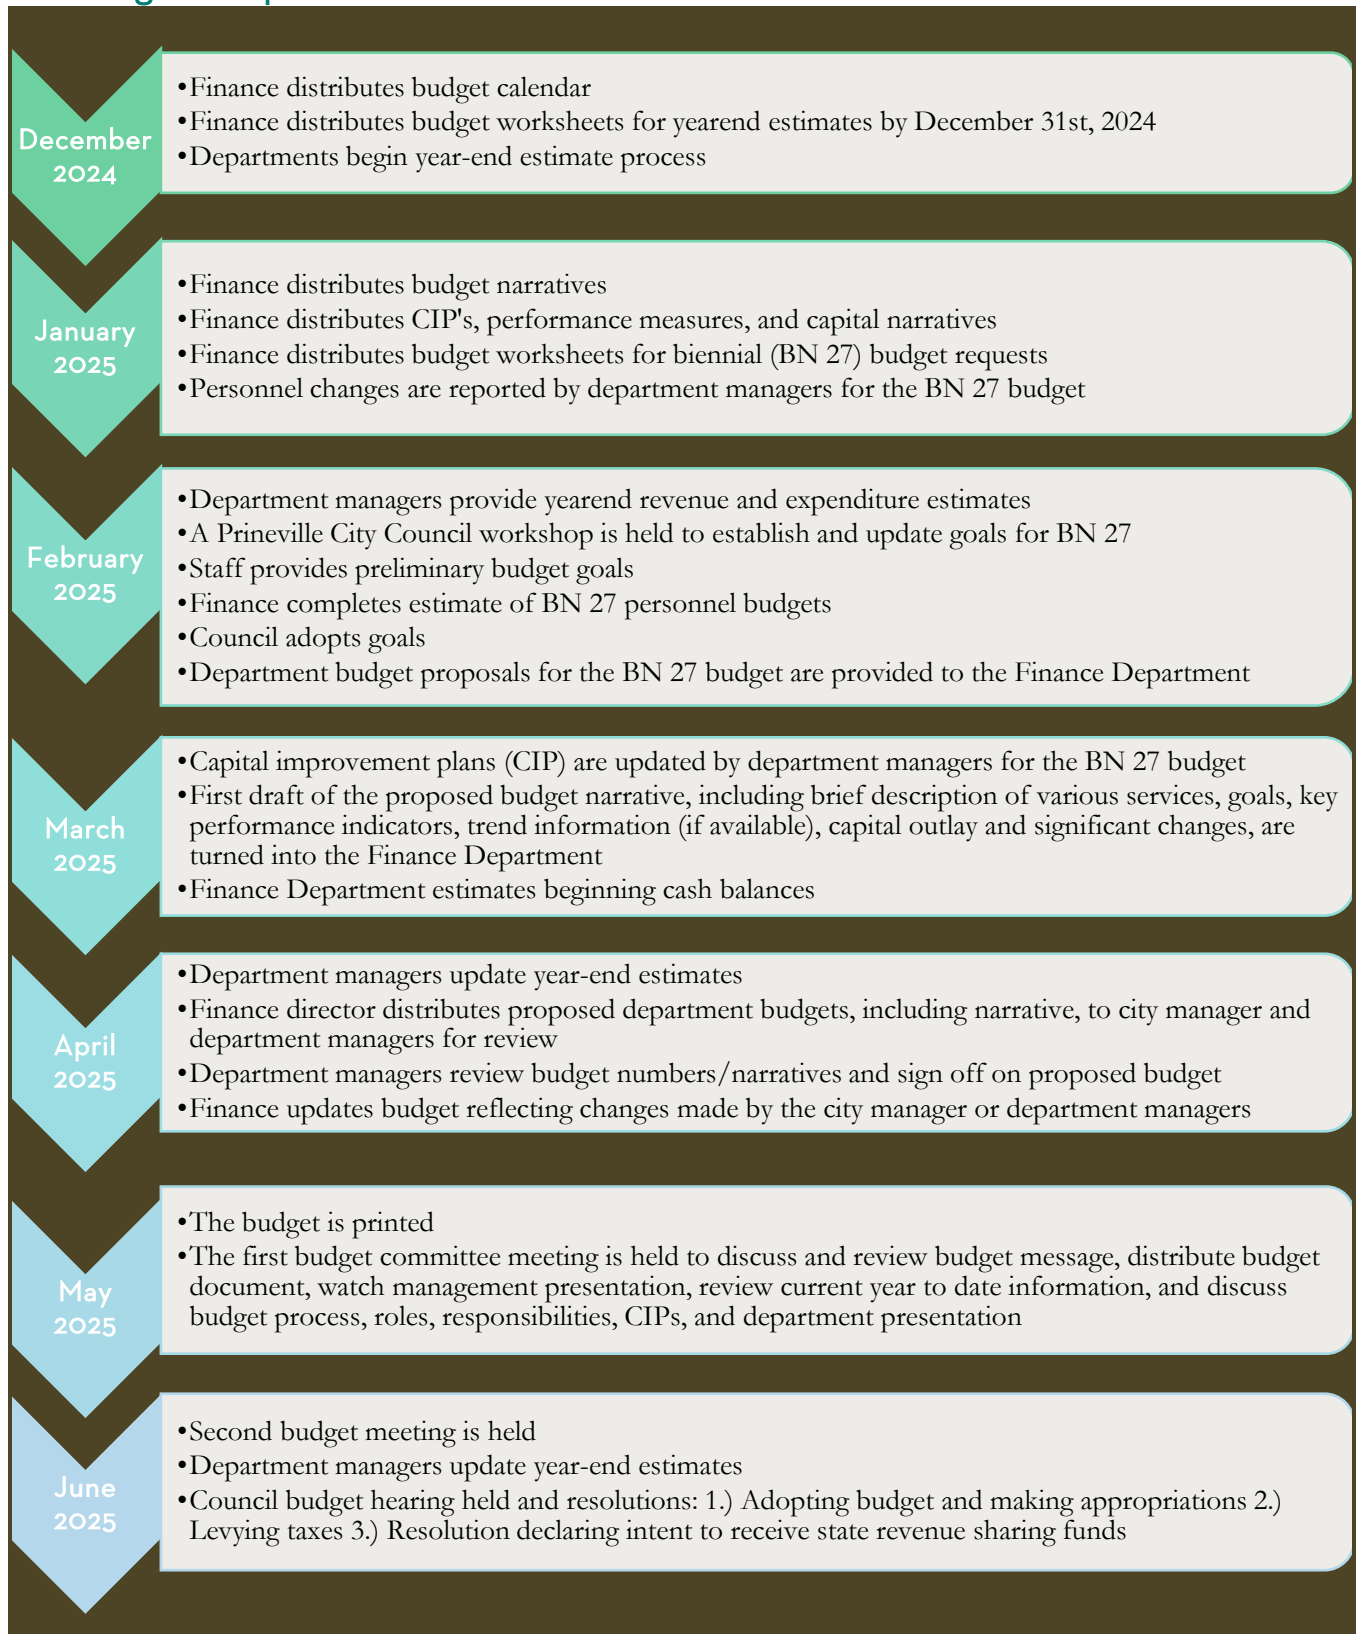 December
2024
•Finance distributes budget calendar
•Finance distributes budget worksheets for yearend estimates by December 31st, 2024
•Departments begin year-end estimate process
January
2025
•Finance distributes budget narratives
•Finance distributes CIP's, performance measures, and capital narratives
•Finance distributes budget worksheets for biennial (BN 27) budget requests
•Personnel changes are reported by department managers for the BN 27 budget
February
2025
•Department managers provide yearend revenue and expenditure estimates
•A Prineville City Council workshop is held to establish and update goals for BN 27
•Staff provides preliminary budget goals
•Finance completes estimate of BN 27 personnel budgets
•Council adopts goals
•Department budget proposals for the BN 27 budget are provided to the Finance Department
March
2025
•Capital improvement plans (CIP) are updated by department managers for the BN 27 budget
•First draft of the proposed budget narrative, including brief description of various services, goals, key
performance indicators, trend information (if available), capital outlay and significant changes, are
turned into the Finance Department
•Finance Department estimates beginning cash balances
April
2025
•Department managers update year-end estimates
•Finance director distributes proposed department budgets, including narrative, to city manager and
department managers for review
•Department managers review budget numbers/narratives and sign off on proposed budget
•Finance updates budget reflecting changes made by the city manager or department managers
May
2025
•The budget is printed
•The first budget committee meeting is held to discuss and review budget message, distribute budget
document, watch management presentation, review current year to date information, and discuss
budget process, roles, responsibilities, CIPs, and department presentation
June
2025
•Second budget meeting is held
•Department managers update year-end estimates
•Council budget hearing held and resolutions: 1.) Adopting budget and making appropriations 2.)
Levying taxes 3.) Resolution declaring intent to receive state revenue sharing funds